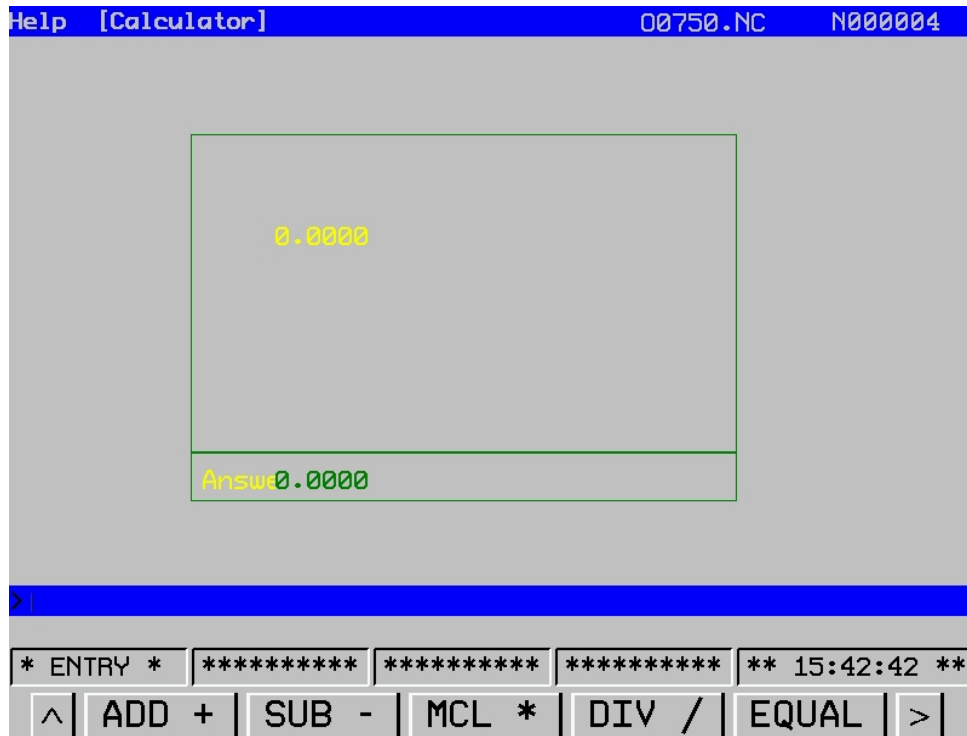 Help [Calculator] O0750.NC N000004
0.0000
Answe0.0000
>
* ENTRY * ********** ********** ********** ** 15:42:42 **
^ ADD + SUB - MCL * DIV / EQUAL >